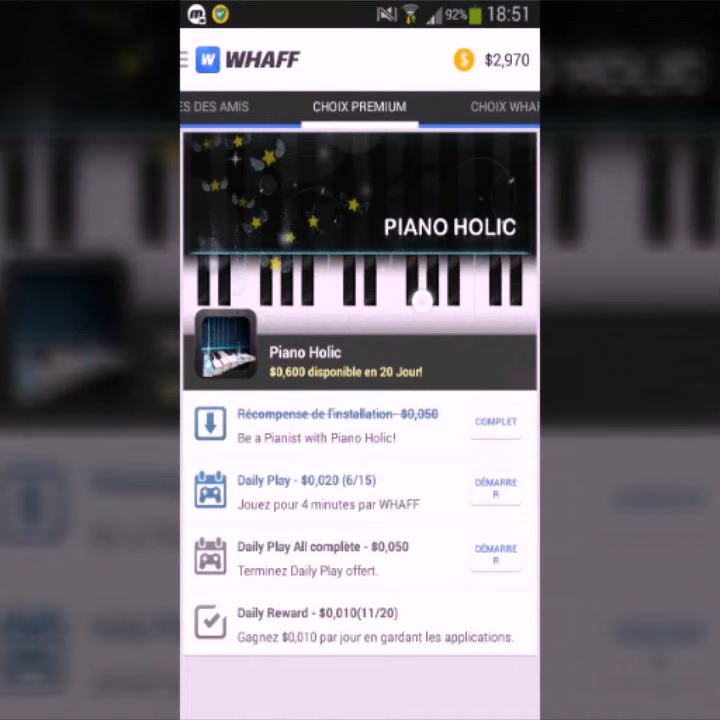 92% 18:51
WHAFF $2,970
ES DES AMIS CHOIX PREMIUM CHOIX WHAF
PIANO HOLIC
Piano Holic
$0,600 disponible en 20 Jour!
Récompense de l'installation- $0,050
COMPLET
Be a Pianist with Piano Holic!
Daily Play - $0,020 (6/15)
DÉMARRE
R
Jouez pour 4 minutes par WHAFF
Daily Play All complète - $0,050
DÉMARRE
R
Terminez Daily Play offert.
Daily Reward - $0,010(11/20)
Gagnez $0,010 par jour en gardant les applications.